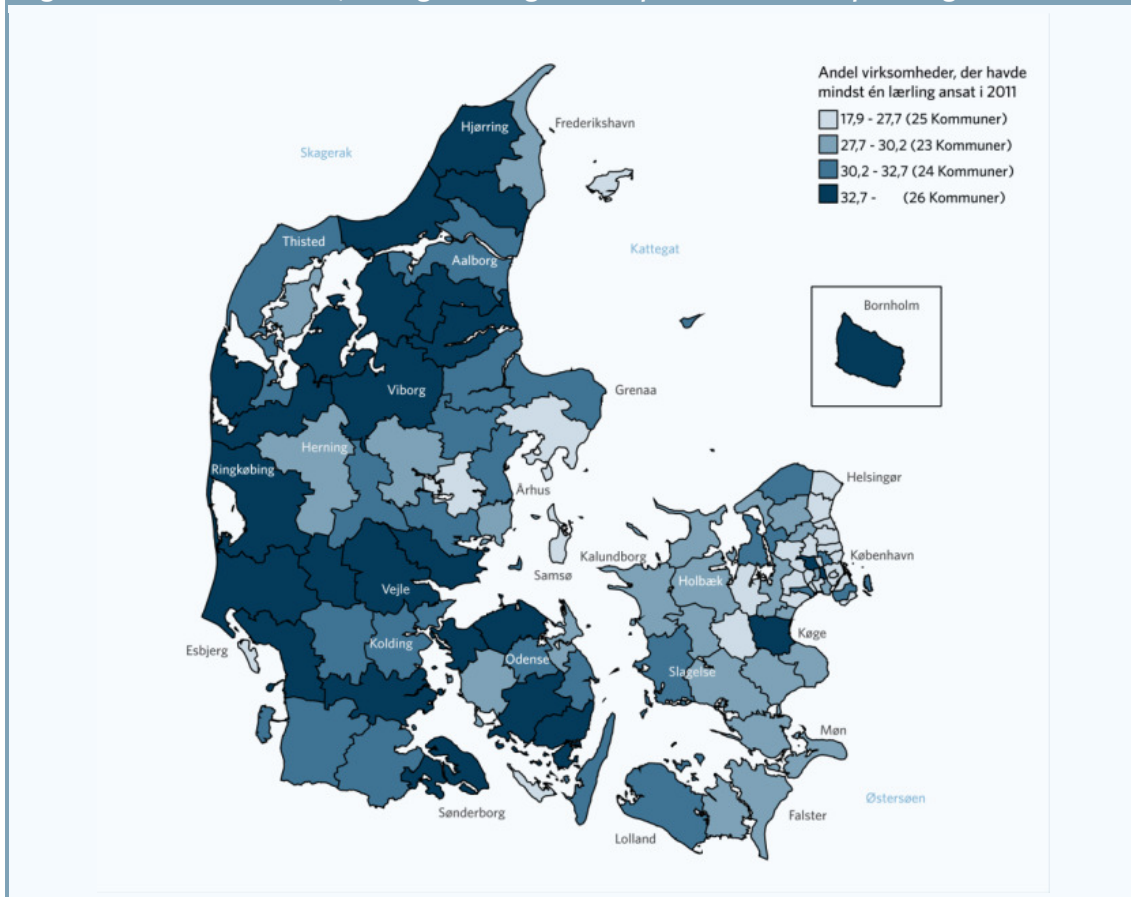 Andel virksomheder, der havde
mindst én lærling ansat i 2011
17,9 - 27,7 (25 Kommuner)
27,7 - 30,2 (23 Kommuner)
30,2 - 32,7 (24 Kommuner)
32,7 - (26 Kommuner)
Hjørring
Frederikshavn
Skagerak
Thisted
Kattegat
Aalborg
Bornholm
Viborg
Grenaa
Herning
Ringkøbing
Århus
Helsingør
Kalundborg
København
Samsø
Holbæk
Vejle
Køge
Esbjerg
Kolding
Odense
Slagelse
Møn
Østersøen
Sønderborg
Falster
Lolland